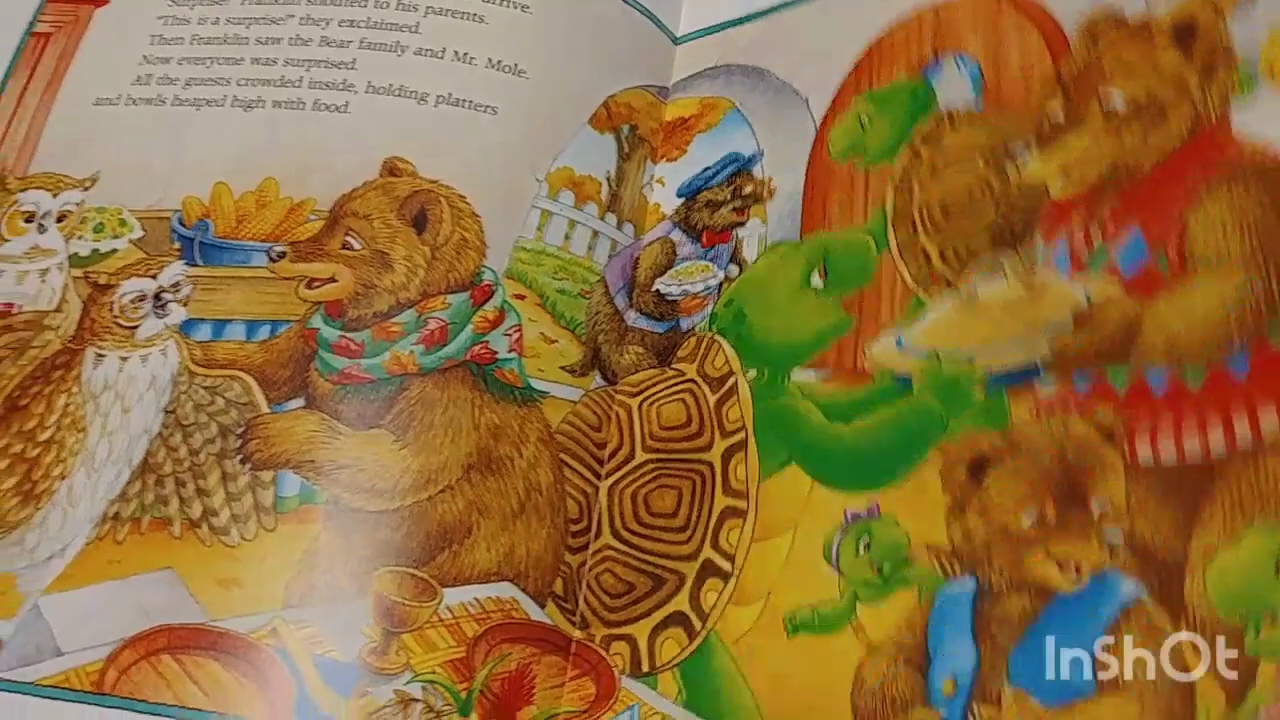 "Surprise!" Franklin shouted to his parents.
"This is a surprise!" they exclaimed.
Then Franklin saw the Bear family and Mr. Mole.
Now everyone was surprised.
All the guests crowded inside, holding platters
and bowls heaped high with food.
InShOt